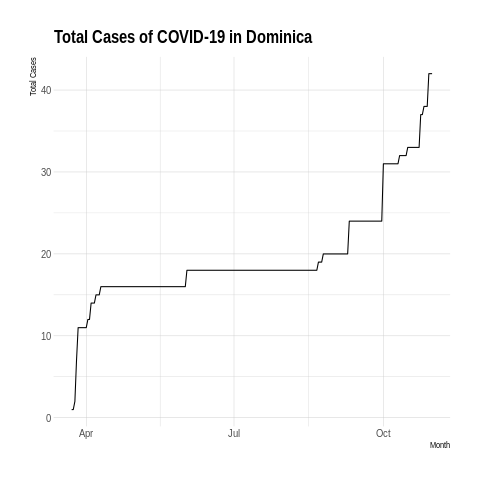 Total Cases of COVID-19 in Dominica
Total Cases
40
30
20
10
0
Apr Jul Oct
Month